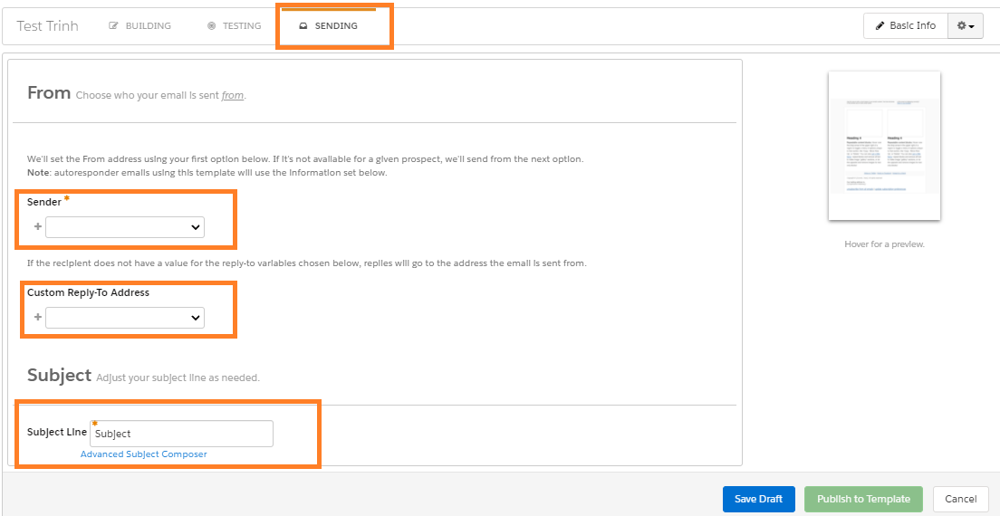 Test Trinh
BUILDING
TESTING
SENDING
Basic Info
From Choose who your email is sent from.
We'll set the From address using your first option below. If it's not available for a given prospect, we'll send from the next option.
Note: autoresponder emails using this template will use the information set below.
Sender *
+
If the recipient does not have a value for the reply-to variables chosen below, replies will go to the address the email is sent from.
Custom Reply-To Address
+
Subject Adjust your subject line as needed.
Subject Line * Subject
Advanced Subject Composer
Heading 4 Heading 4
Hover for a preview.
Save Draft
Publish to Template
Cancel